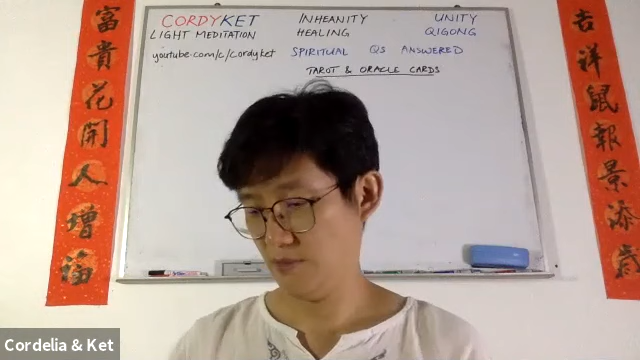 富貴花開人增福
CORDYKET INHEANITY UNITY
LIGHT MEDITATION HEALING QIGONG
youtube.com/c/Cordyket SPIRITUAL QS ANSWERED
TAROT & ORACLE CARDS
吉祥鼠報景添歲
Cordelia & Ket